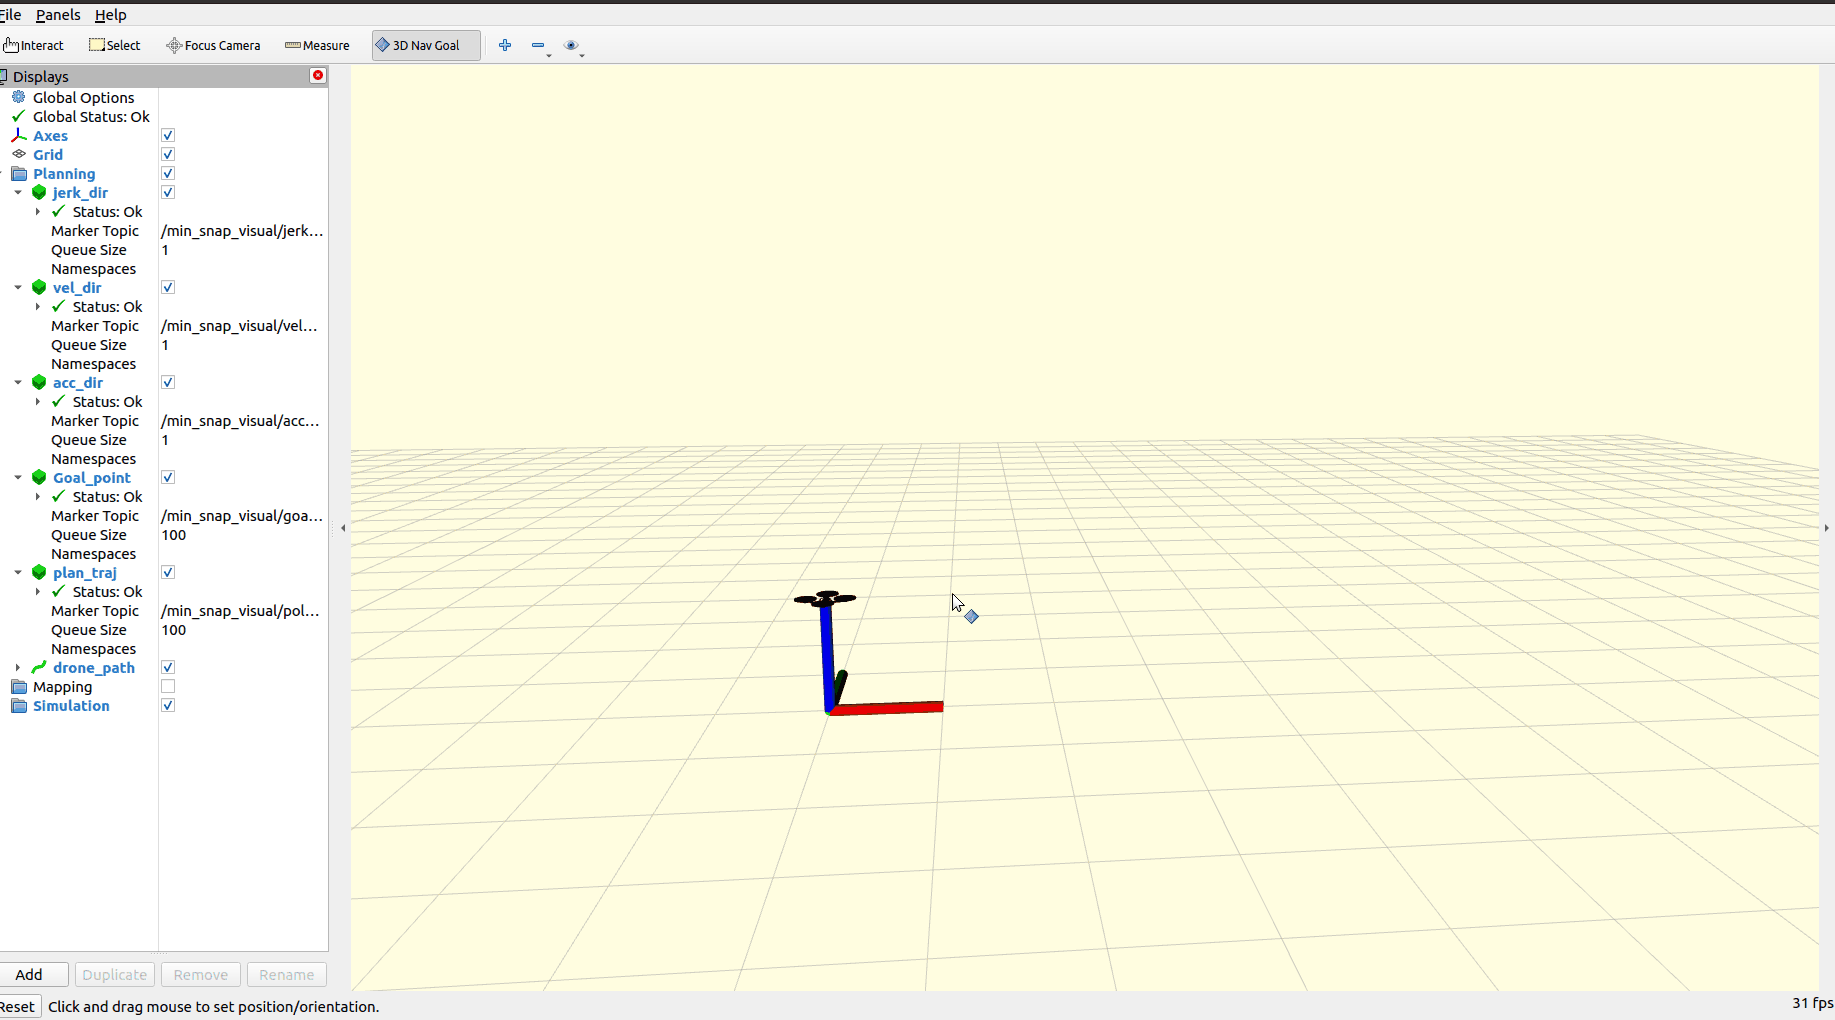 File Panels Help
Interact Select Focus Camera Measure 3D Nav Goal
Displays
Global Options
Global Status: Ok
Axes
Grid
Planning
jerk_dir
Status: Ok
Marker Topic /min_snap_visual/jerk...
Queue Size 1
Namespaces
vel_dir
Status: Ok
Marker Topic /min_snap_visual/vel...
Queue Size 1
Namespaces
acc_dir
Status: Ok
Marker Topic /min_snap_visual/acc...
Queue Size 1
Namespaces
Goal_point
Status: Ok
Marker Topic /min_snap_visual/goa...
Queue Size 100
Namespaces
plan_traj
Status: Ok
Marker Topic /min_snap_visual/pol...
Queue Size 100
Namespaces
drone_path
Mapping
Simulation
Add Duplicate Remove Rename
Reset Click and drag mouse to set position/orientation. 31 fps